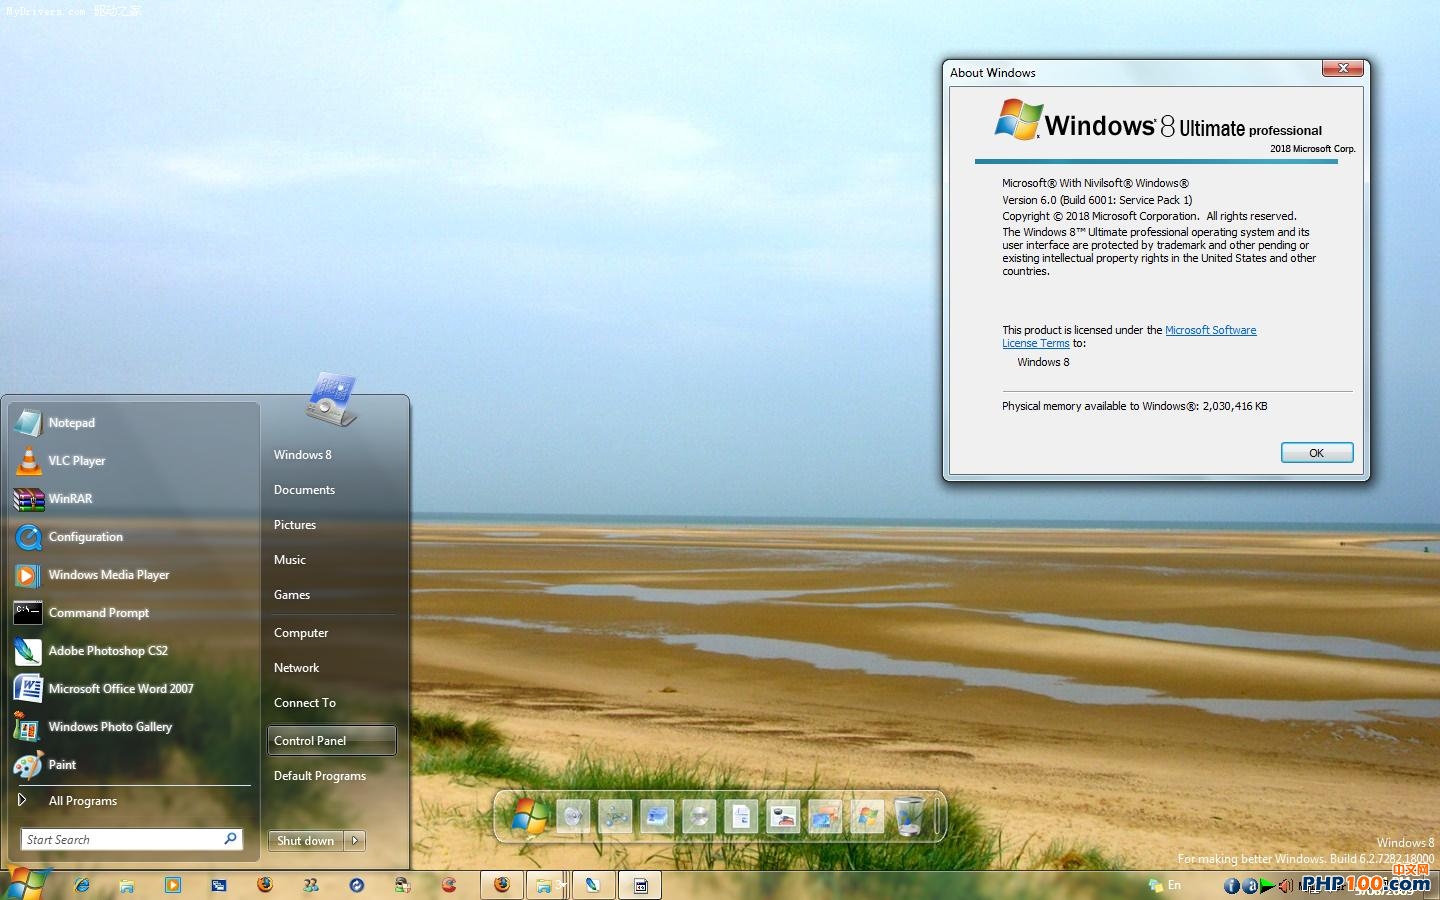 MyDrivers.com 驱动之家
About Windows
Windows 8 Ultimate professional
2018 Microsoft Corp.
Microsoft® With Nivilsoft® Windows®
Version 6.0 (Build 6001: Service Pack 1)
Copyright © 2018 Microsoft Corporation. All rights reserved.
The Windows 8™ Ultimate professional operating system and its
user interface are protected by trademark and other pending or
existing intellectual property rights in the United States and other
countries.
This product is licensed under the Microsoft Software
License Terms to:
Windows 8
Physical memory available to Windows®: 2,030,416 KB
OK
Notepad
VLC Player
WinRAR
Configuration
Windows Media Player
Command Prompt
Adobe Photoshop CS2
Microsoft Office Word 2007
Windows Photo Gallery
Paint
All Programs
Start Search
Windows 8
Documents
Pictures
Music
Games
Computer
Network
Connect To
Control Panel
Default Programs
Shut down
Windows 8
For making better Windows. Build 6.2.7282.18000
3
En
中文网
PHP100.com